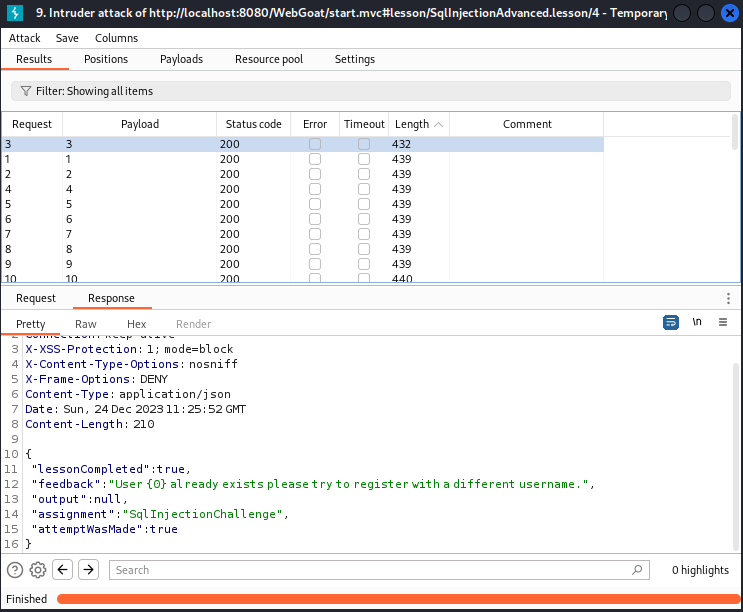 9. Intruder attack of http://localhost:8080/WebGoat/start.mvc#lesson/SqlInjectionAdvanced.lesson/4 - Temporary
Attack Save Columns
Results Positions Payloads Resource pool Settings
Filter: Showing all items
Request Payload Status code Error Timeout Length Comment
3 3 200 432
1 1 200 439
2 2 200 439
4 4 200 439
5 5 200 439
6 6 200 439
7 7 200 439
8 8 200 439
9 9 200 439
10 10 200 440
Request Response
Pretty Raw Hex Render \n
2 Connection: keep-alive
3 X-XSS-Protection: 1; mode=block
4 X-Content-Type-Options: nosniff
5 X-Frame-Options: DENY
6 Content-Type: application/json
7 Date: Sun, 24 Dec 2023 11:25:52 GMT
8 Content-Length: 210
9
10 {
11 "lessonCompleted":true,
12 "feedback":"User {0} already exists please try to register with a different username.",
13 "output":null,
14 "assignment":"SqlInjectionChallenge",
15 "attemptWasMade":true
16 }
Search 0 highlights
Finished